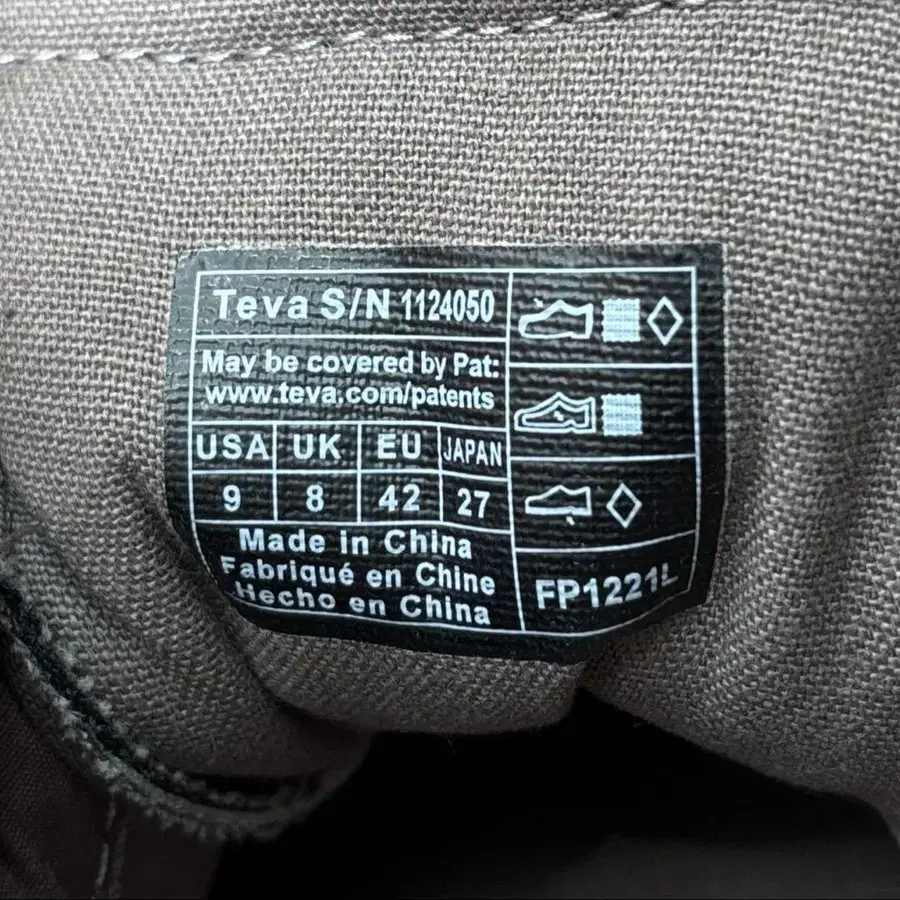 Teva S/N 1124050
May be covered by Pat:
www.teva.com/patents
USA UK EU JAPAN
9 8 42 27
Made in China
Fabriqué en Chine
Hecho en China
FP1221L